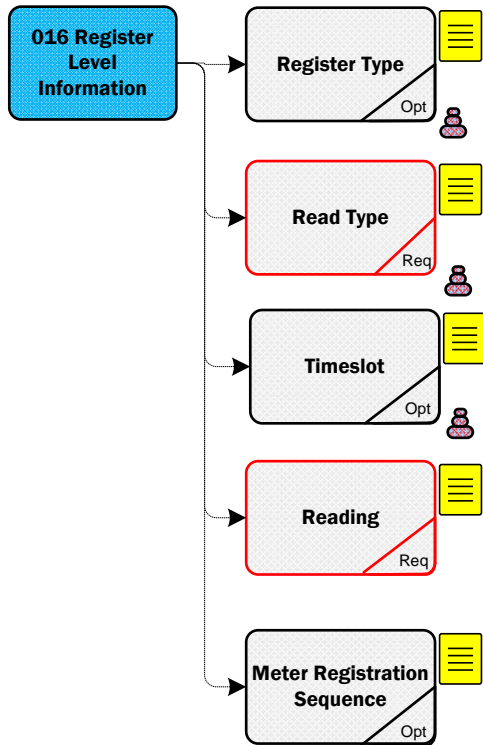 016 Register
Level
Information
Register Type
Opt
Read Type
Req
Timeslot
Opt
Reading
Req
Meter Registration
Sequence
Opt